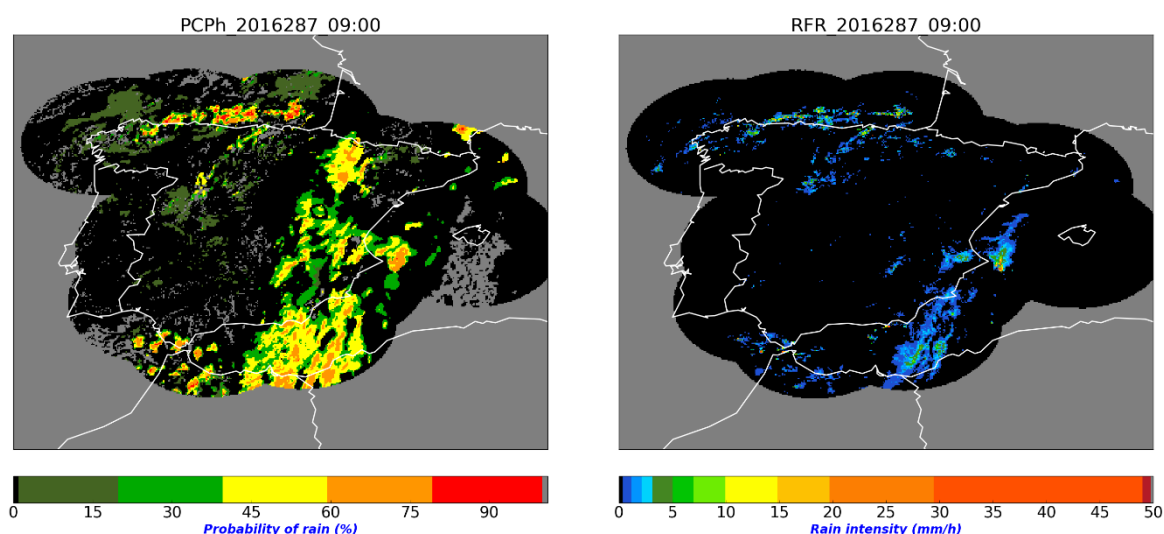 PCPh_2016287_09:00
RFR_2016287_09:00
0 15 30 45 60 75 90
Probability of rain (%)
0 5 10 15 20 25 30 35 40 45 50
Rain intensity (mm/h)